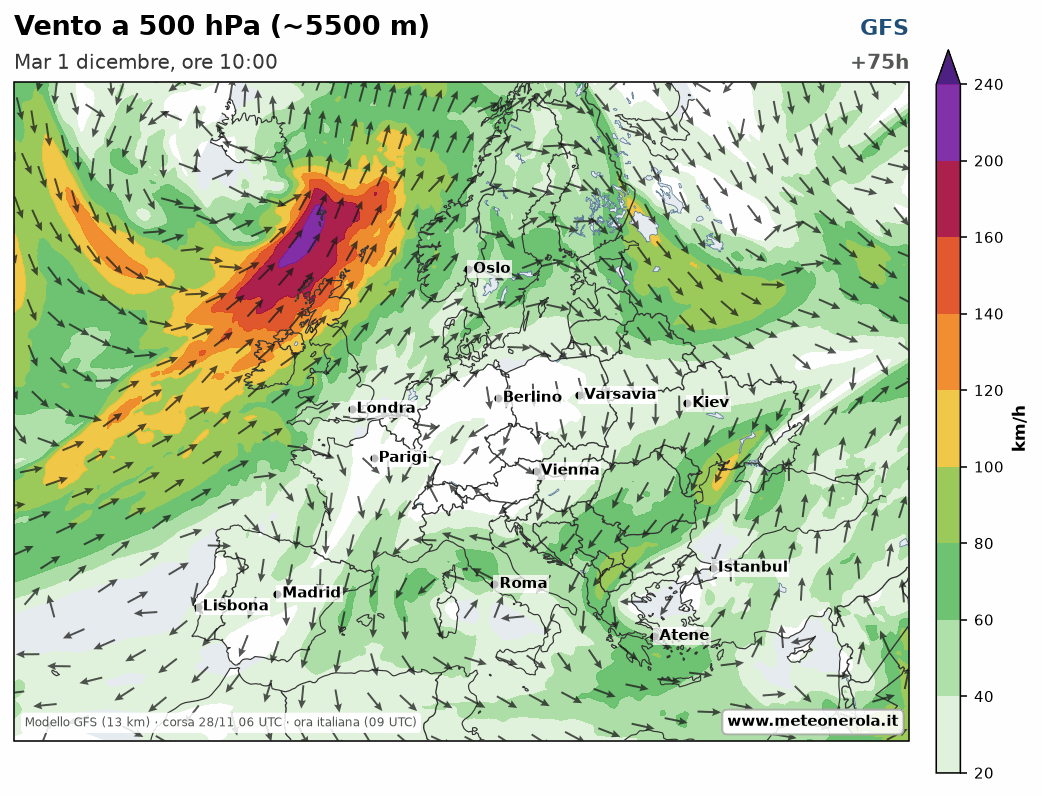 Vento a 500 hPa (~5500 m)
GFS
Mar 1 dicembre, ore 10:00
+75h
240
200
160
140
120
100
80
60
40
20
km/h
Oslo
Berlino
Varsavia
Kiev
Londra
Parigi
Vienna
Istanbul
Roma
Madrid
Lisbona
Atene
Modello GFS (13 km) · corsa 28/11 06 UTC · ora italiana (09 UTC)
www.meteonerola.it